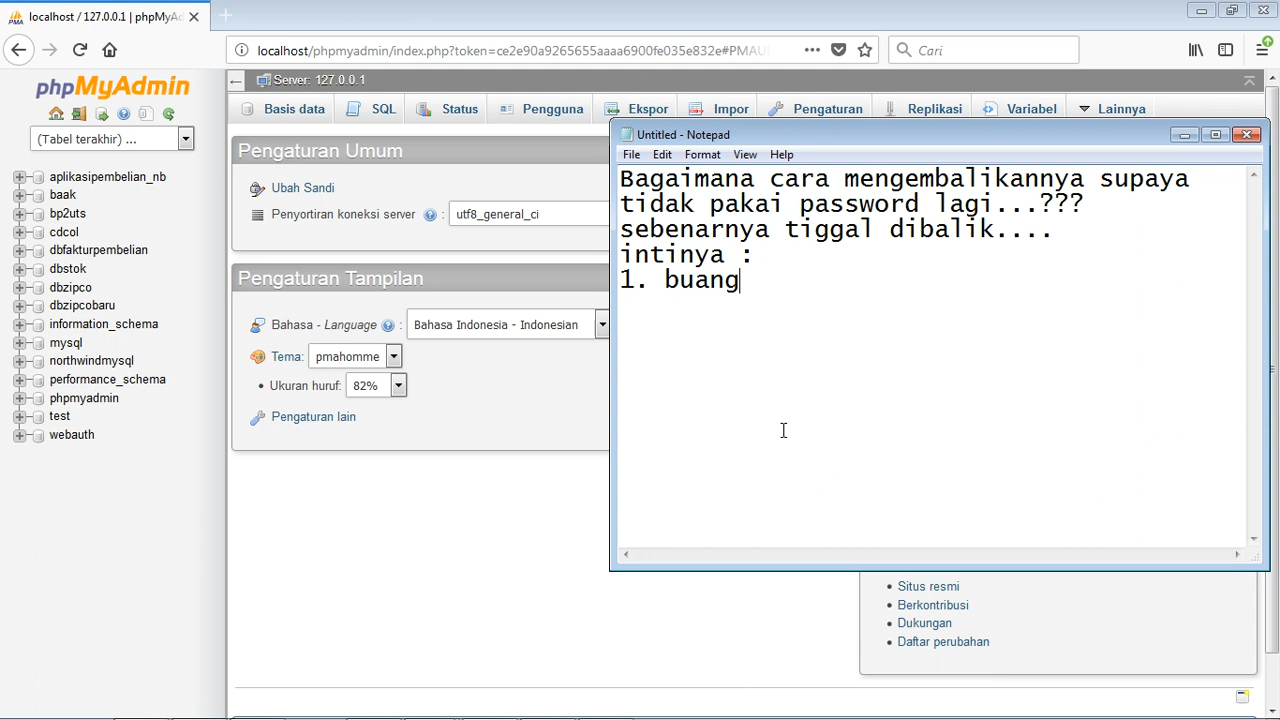 localhost / 127.0.0.1 | phpMyAd
localhost/phpmyadmin/index.php?token=ce2e90a9265655aaaa6900fe035e832e#PMAU
Cari
phpMyAdmin
(Tabel terakhir) ...
aplikasipembelian_nb
baak
bp2uts
cdcol
dbfakturpembelian
dbstok
dbzipco
dbzipcobaru
information_schema
mysql
northwindmysql
performance_schema
phpmyadmin
test
webauth
Server: 127.0.0.1
Basis data SQL Status Pengguna Ekspor Impor Pengaturan Replikasi Variabel Lainnya
Pengaturan Umum
Ubah Sandi
Penyortiran koneksi server : utf8_general_ci
Pengaturan Tampilan
Bahasa - Language : Bahasa Indonesia - Indonesian
Tema: pmahomme
Ukuran huruf: 82%
Pengaturan lain
Untitled - Notepad
File Edit Format View Help
Bagaimana cara mengembalikannya supaya
tidak pakai password lagi...???
sebenarnya tiggal dibalik....
intinya :
1. buang
Situs resmi
Berkontribusi
Dukungan
Daftar perubahan